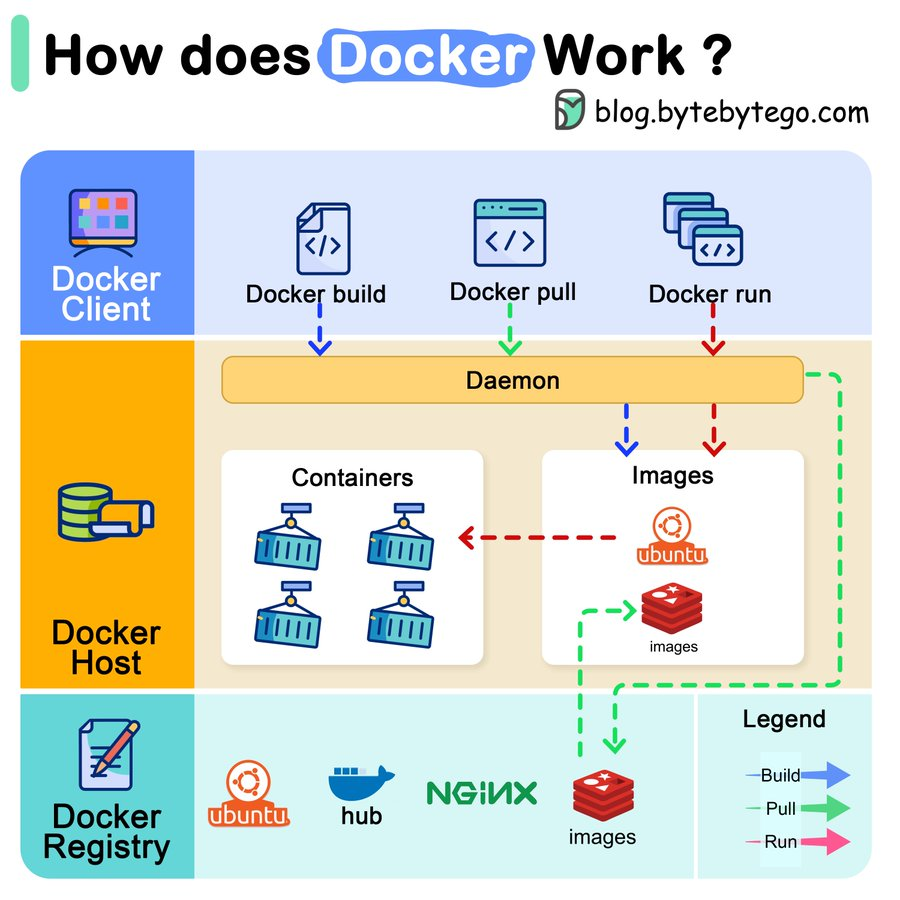 How does Docker Work ?
blog.bytebytego.com
Docker
Client
Docker build
Docker pull
Docker run
Docker
Host
Daemon
Containers
Images
ubuntu
images
Docker
Registry
ubuntu
hub
NGINX
images
Legend
Build
Pull
Run